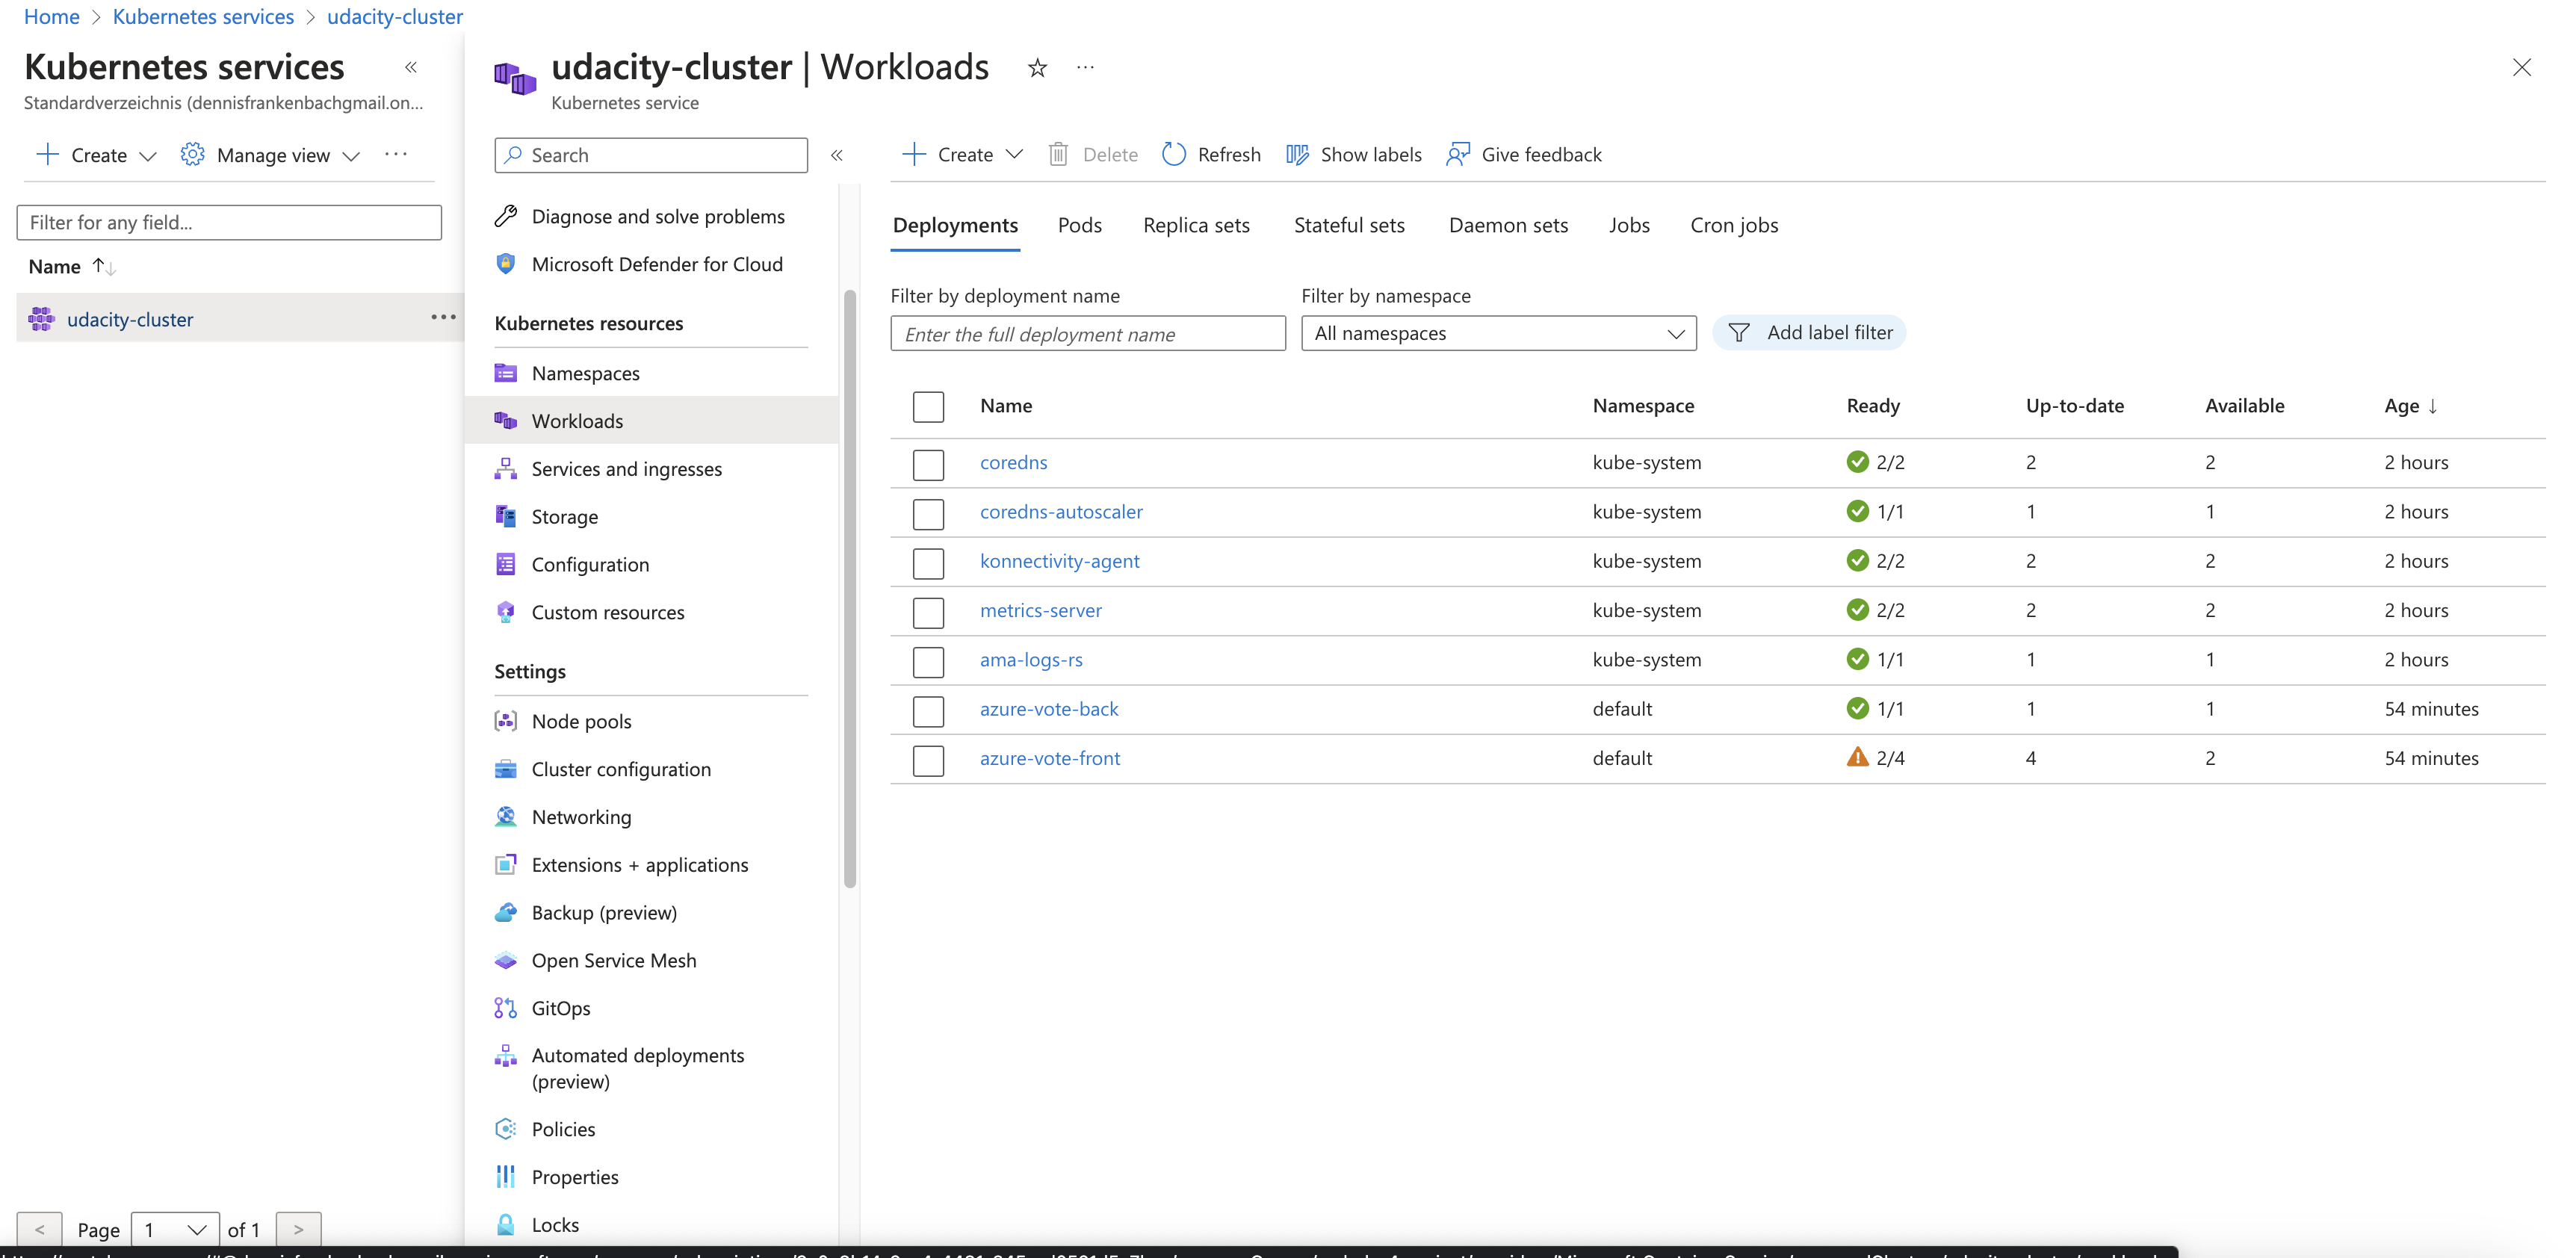 Home > Kubernetes services > udacity-cluster
Kubernetes services «
Standardverzeichnis (dennisfrankenbachgmail.on...
+ Create Manage view ...
Filter for any field...
Name ↑↓
udacity-cluster ...
< Page 1 of 1 >
udacity-cluster | Workloads ☆ ...
Kubernetes service
Search «
Diagnose and solve problems
Microsoft Defender for Cloud
Kubernetes resources
Namespaces
Workloads
Services and ingresses
Storage
Configuration
Custom resources
Settings
Node pools
Cluster configuration
Networking
Extensions + applications
Backup (preview)
Open Service Mesh
GitOps
Automated deployments
(preview)
Policies
Properties
Locks
+ Create Delete Refresh Show labels Give feedback
Deployments Pods Replica sets Stateful sets Daemon sets Jobs Cron jobs
Filter by deployment name Filter by namespace
Enter the full deployment name All namespaces Add label filter
Name Namespace Ready Up-to-date Available Age ↓
coredns kube-system 2/2 2 2 2 hours
coredns-autoscaler kube-system 1/1 1 1 2 hours
konnectivity-agent kube-system 2/2 2 2 2 hours
metrics-server kube-system 2/2 2 2 2 hours
ama-logs-rs kube-system 1/1 1 1 2 hours
azure-vote-back default 1/1 1 1 54 minutes
azure-vote-front default 2/4 4 2 54 minutes